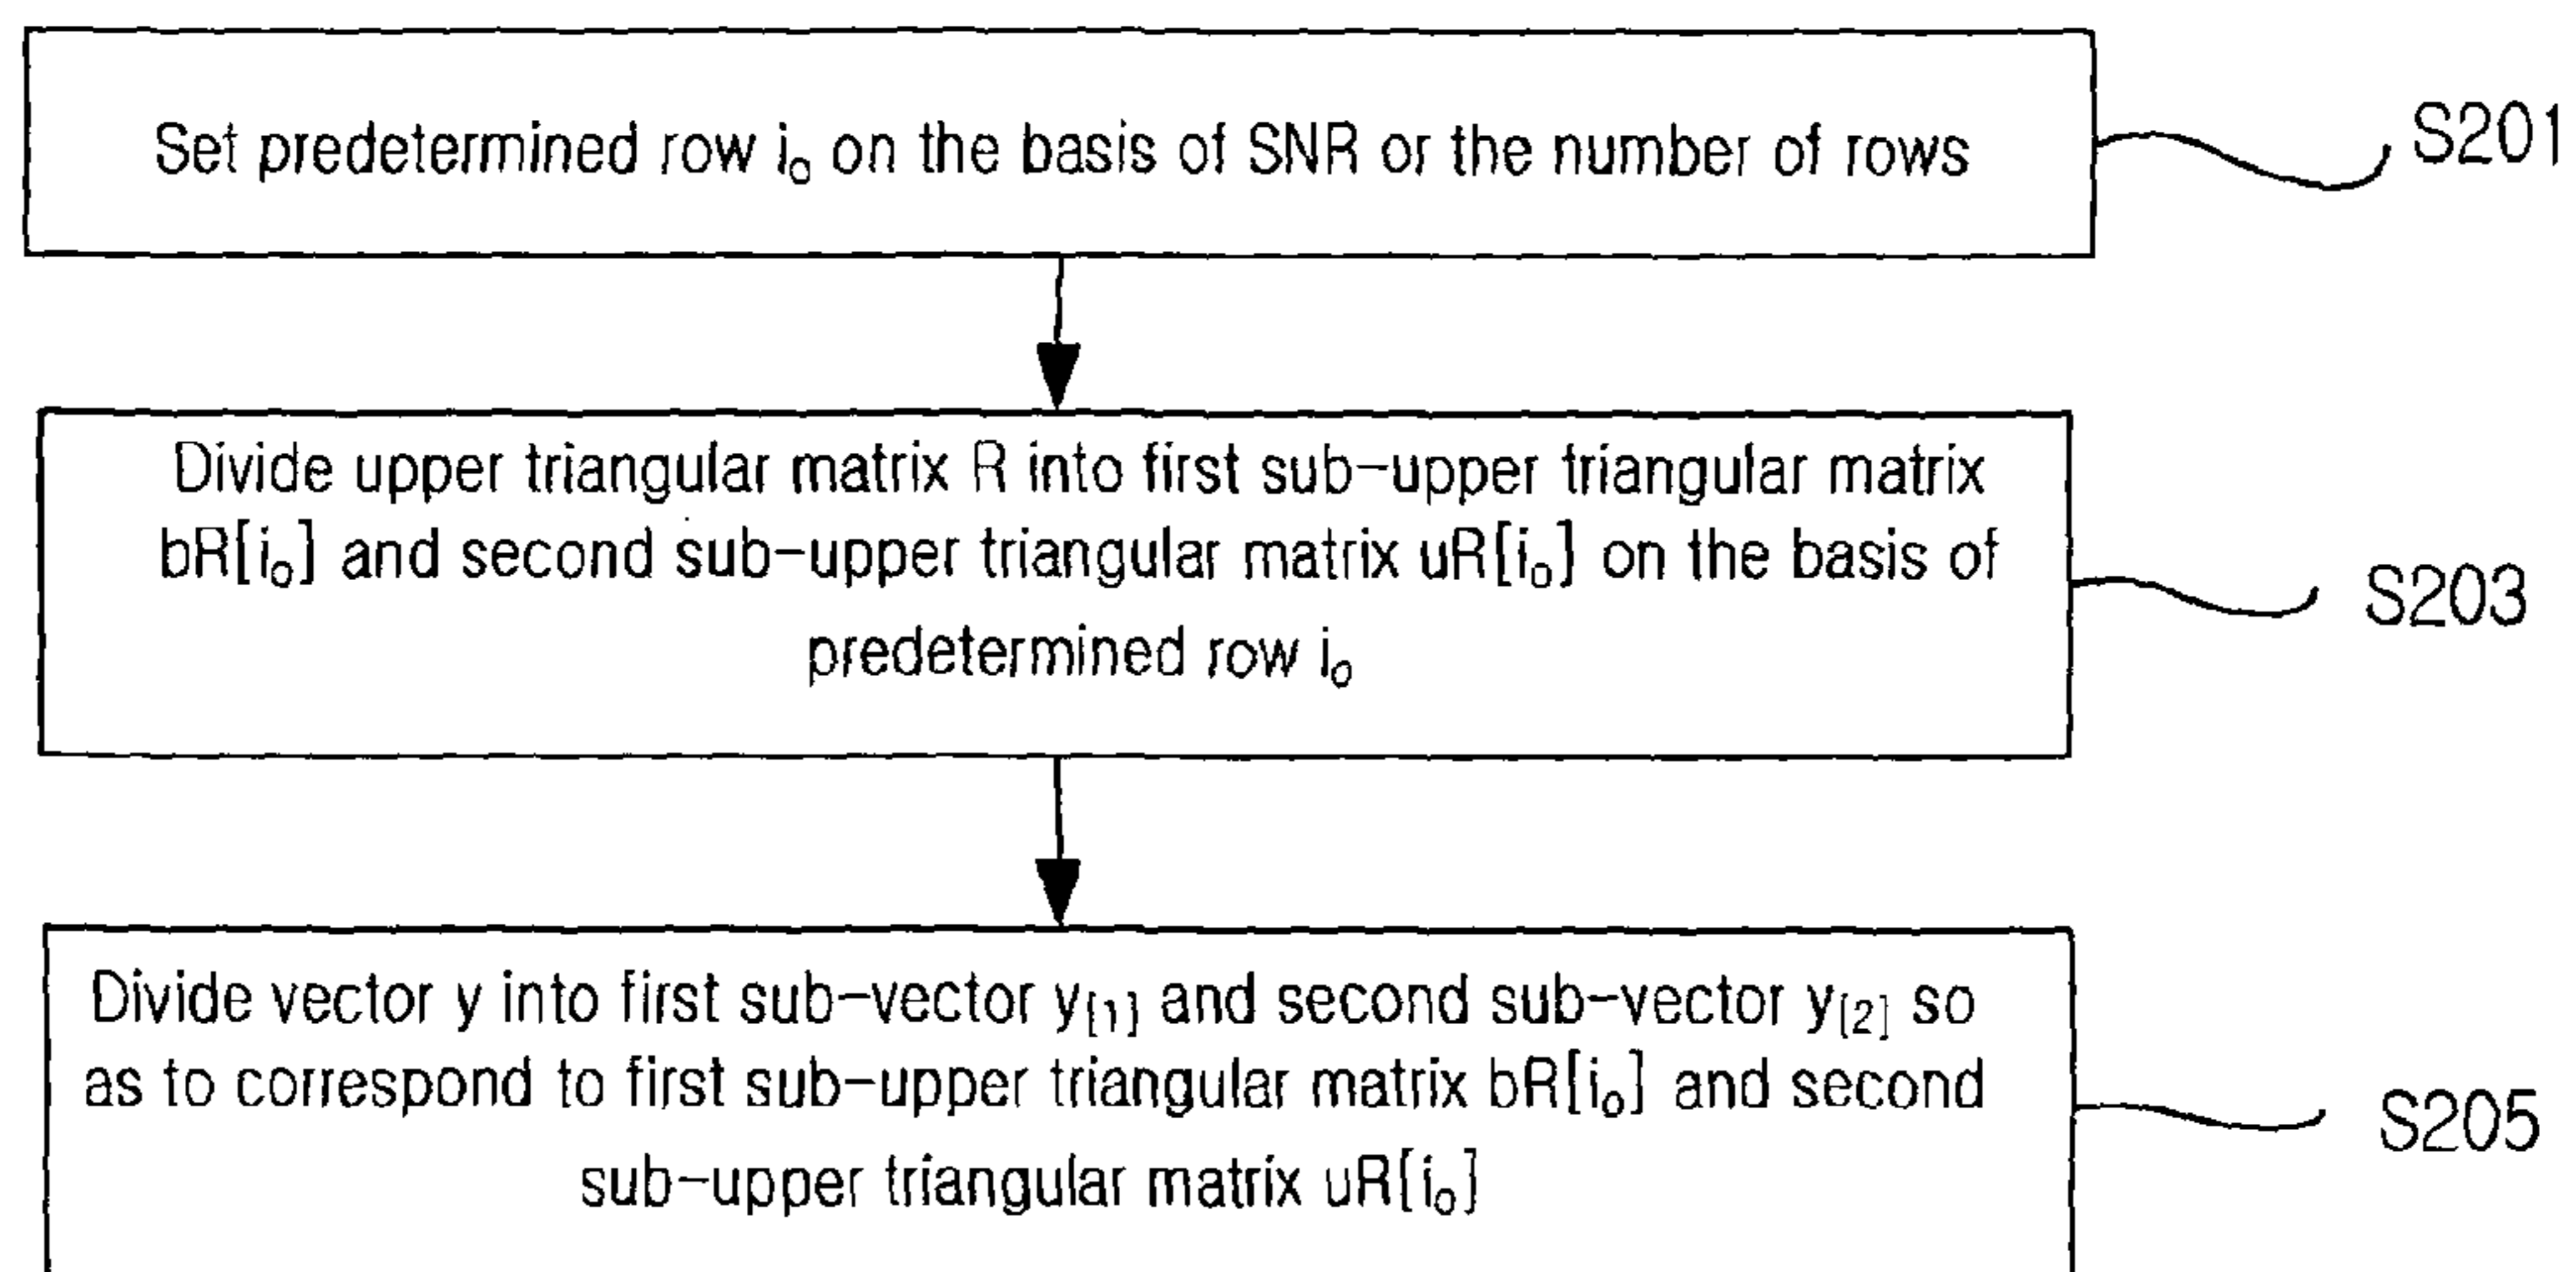 Set predetermined row i₀ on the basis of SNR or the number of rows
S201
Divide upper triangular matrix R into first sub-upper triangular matrix
bR[i₀] and second sub-upper triangular matrix uR[i₀] on the basis of
predetermined row i₀
S203
Divide vector y into first sub-vector y[1] and second sub-vector y[2] so
as to correspond to first sub-upper triangular matrix bR[i₀] and second
sub-upper triangular matrix uR[i₀]
S205